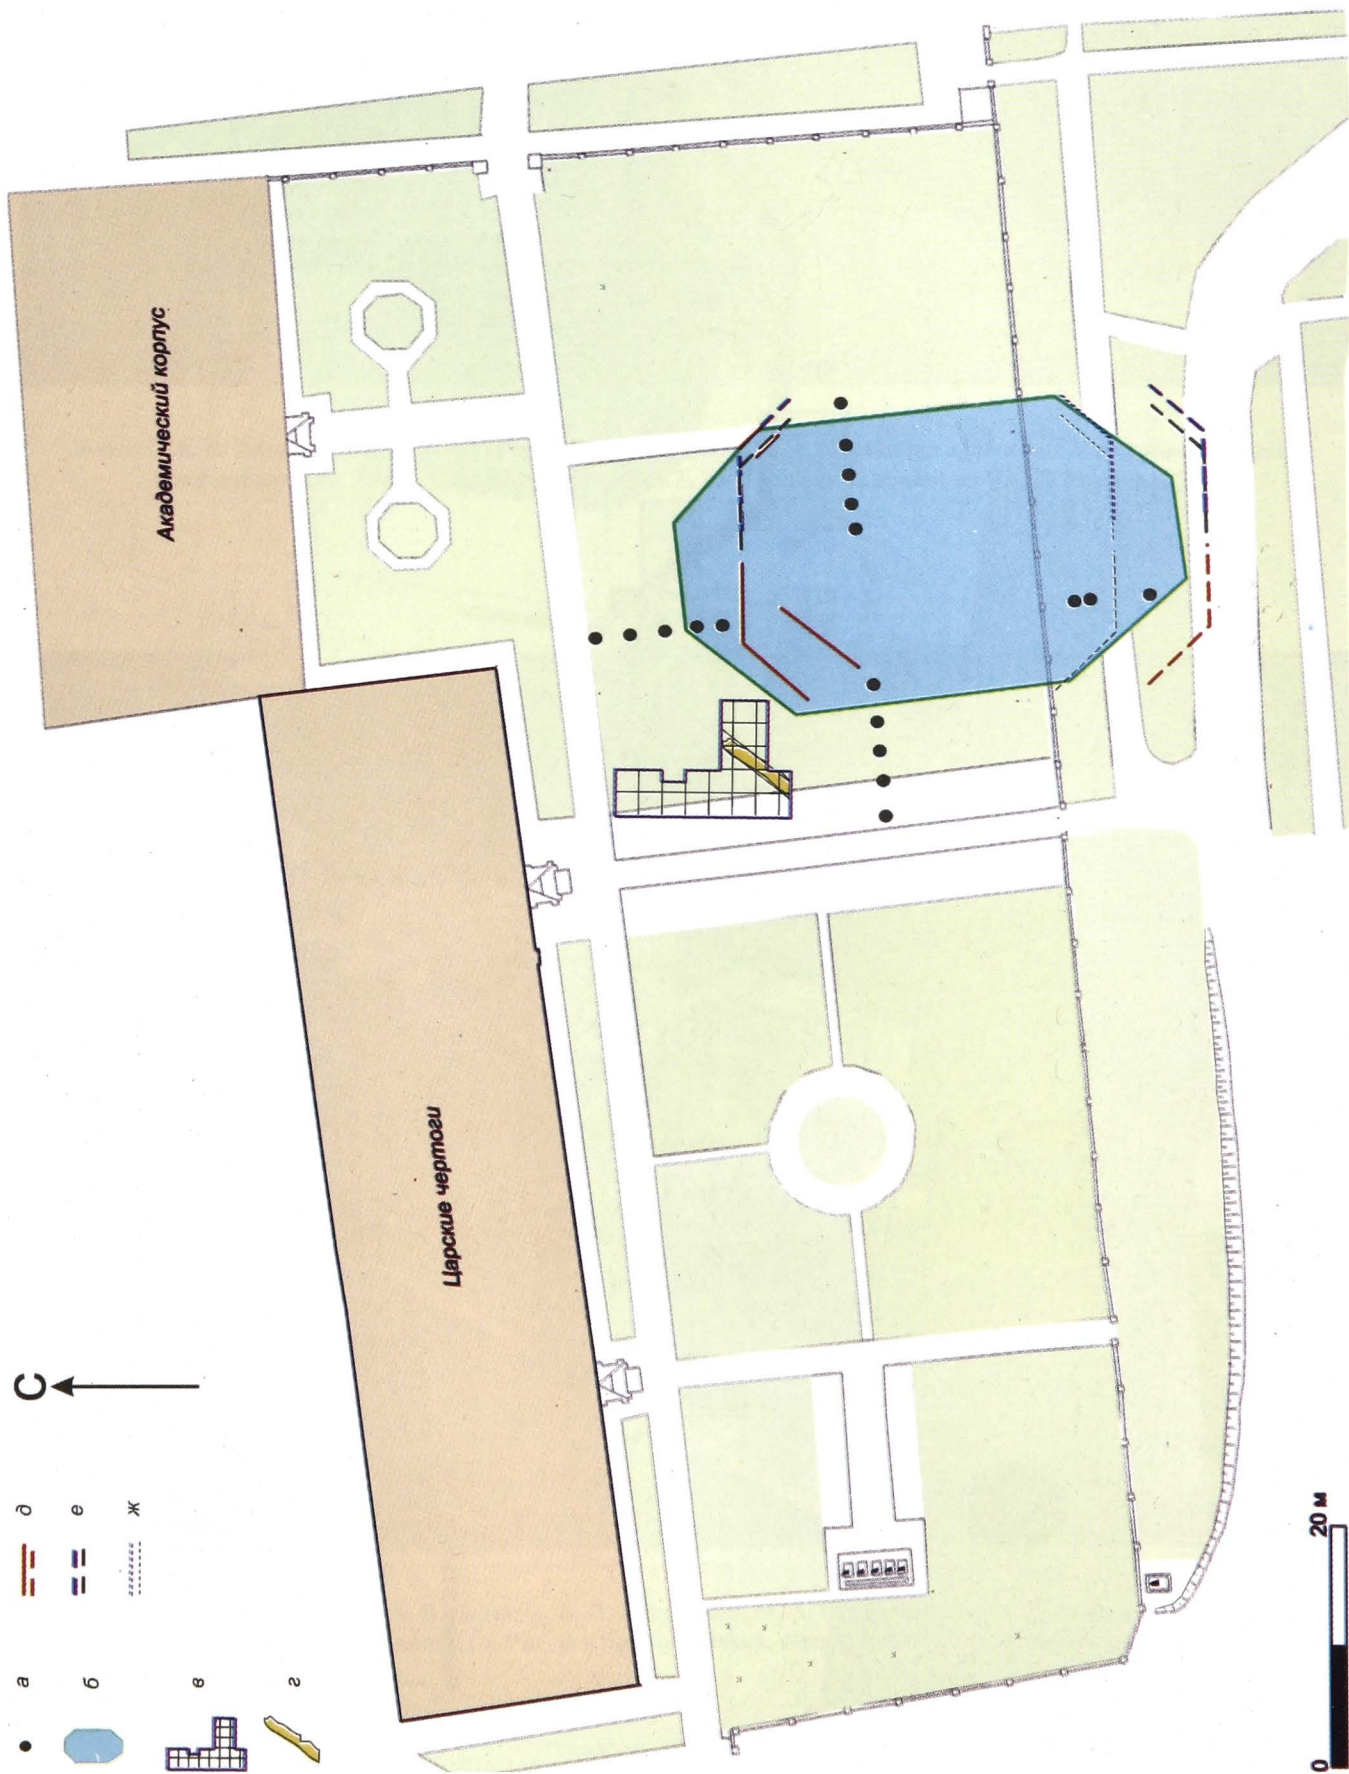 Академический корпус
Царские чертоги
С
а
б
в
г
д
е
ж
0
20 м